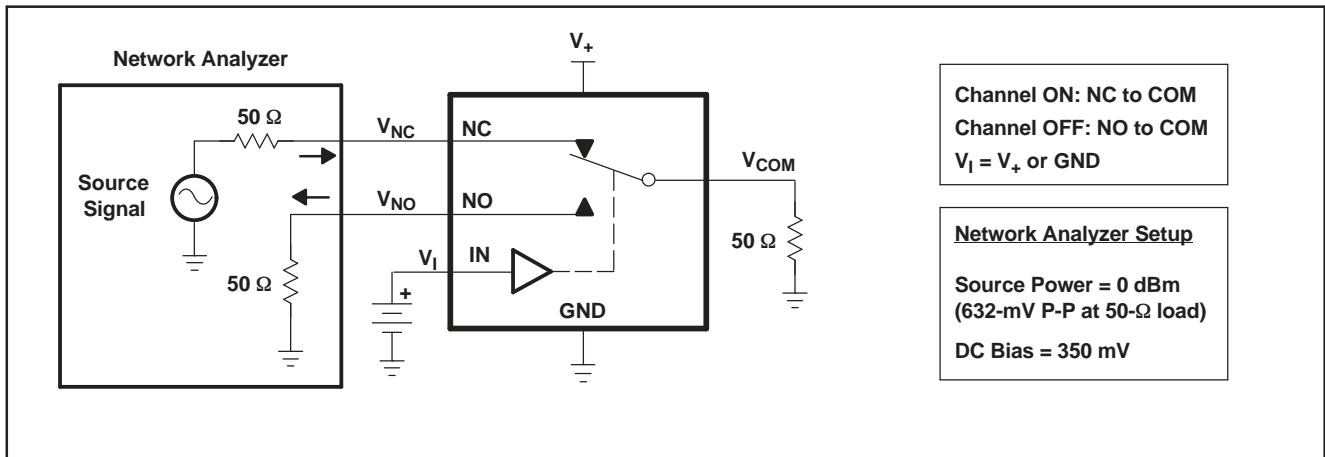 Network Analyzer
V+
50 Ω
VNC
NC
VCOM
Source
Signal
VNO
NO
50 Ω
VI
IN
50 Ω
+
GND
Channel ON: NC to COM
Channel OFF: NO to COM
VI = V+ or GND
Network Analyzer Setup
Source Power = 0 dBm
(632-mV P-P at 50-Ω load)
DC Bias = 350 mV